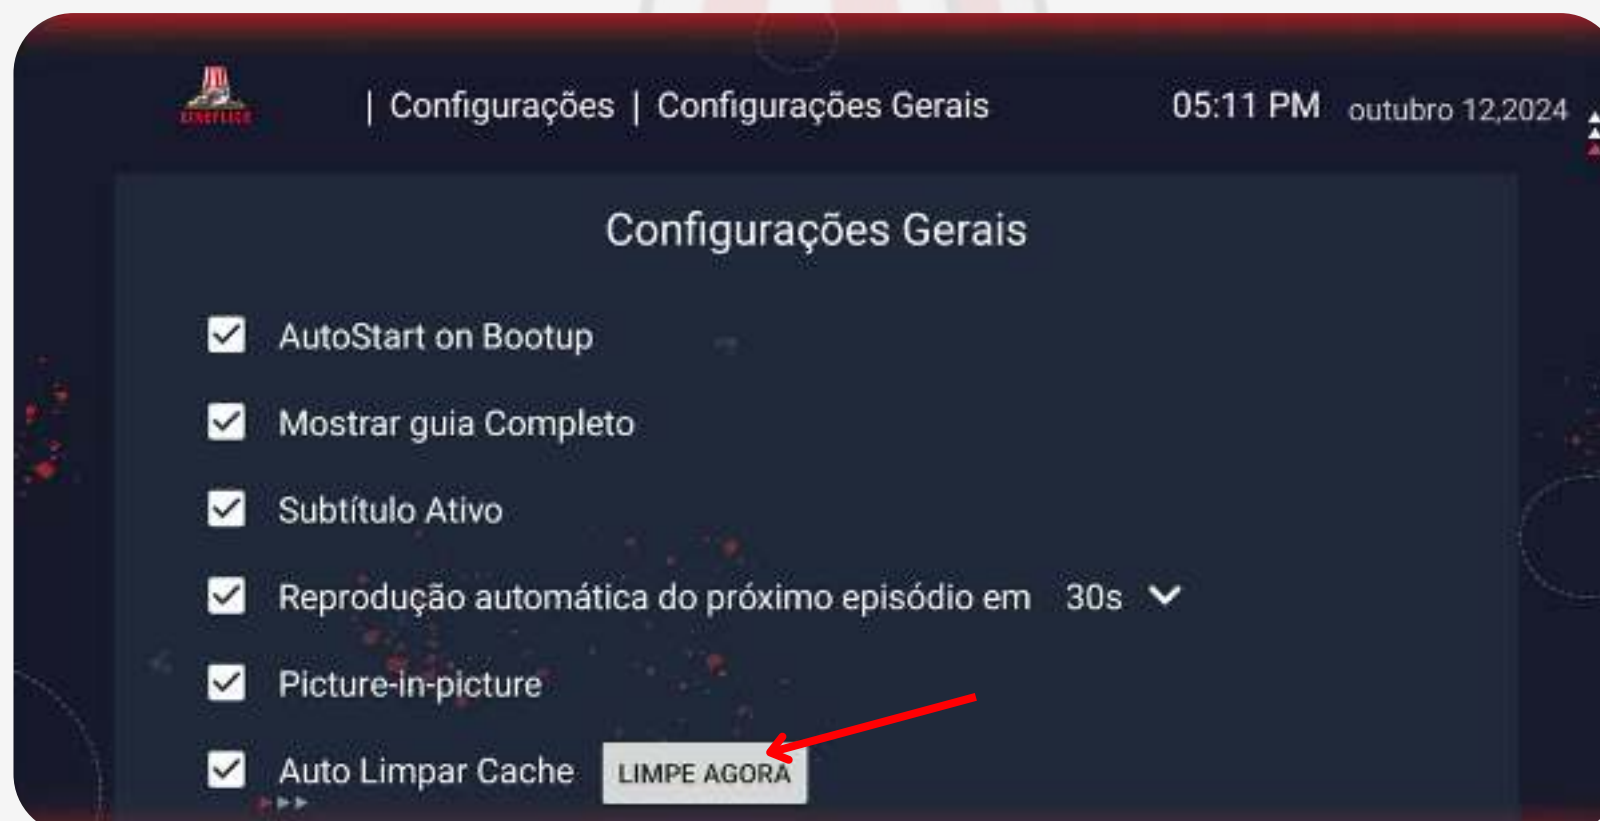 CINEFLICK
| Configurações | Configurações Gerais
05:11 PM outubro 12,2024
Configurações Gerais
AutoStart on Bootup
Mostrar guia Completo
Subtítulo Ativo
Reprodução automática do próximo episódio em 30s
Picture-in-picture
Auto Limpar Cache LIMPE AGORA